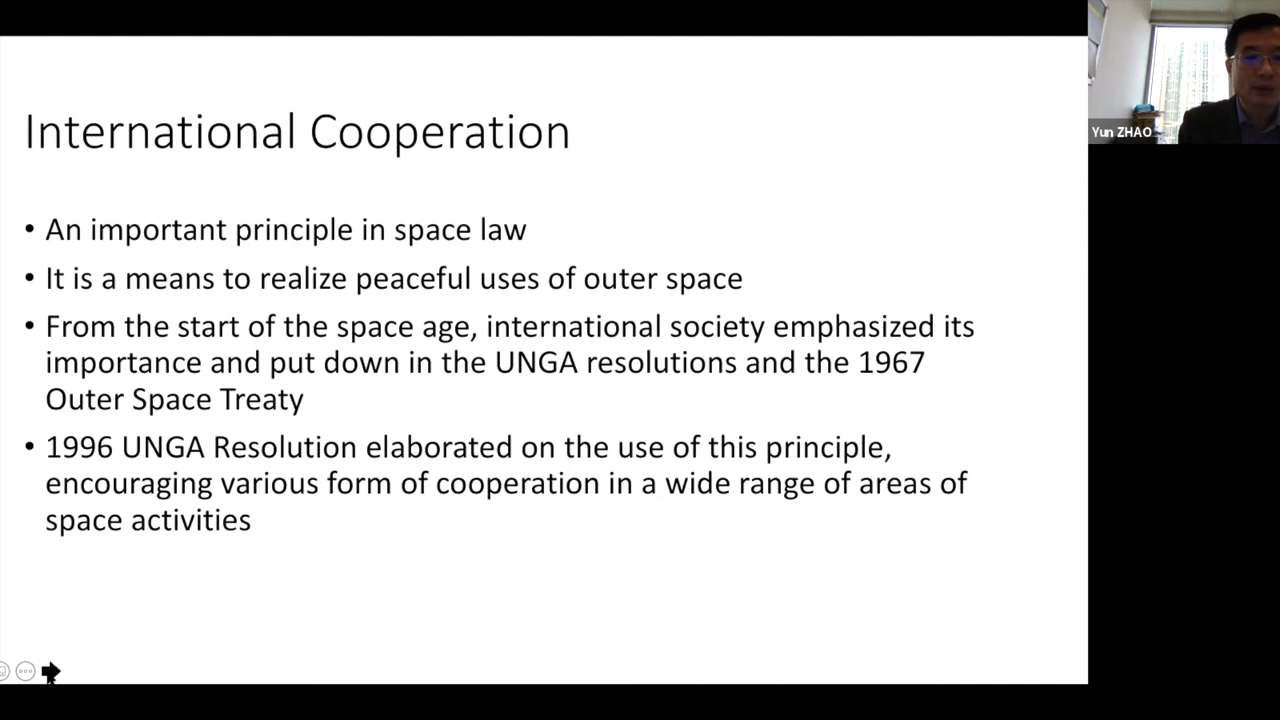 International Cooperation
• An important principle in space law
• It is a means to realize peaceful uses of outer space
• From the start of the space age, international society emphasized its
importance and put down in the UNGA resolutions and the 1967
Outer Space Treaty
• 1996 UNGA Resolution elaborated on the use of this principle,
encouraging various form of cooperation in a wide range of areas of
space activities
Yun ZHAO